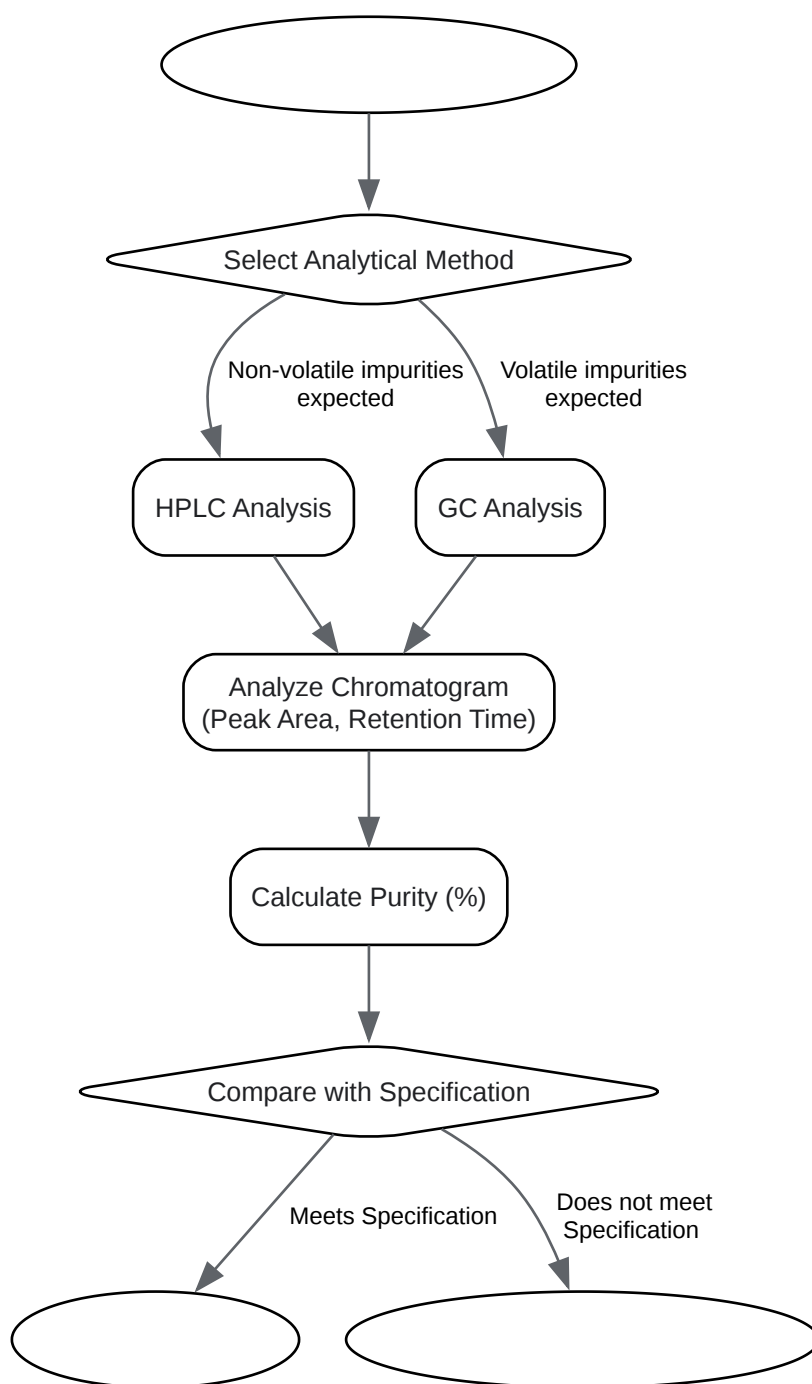 Select Analytical Method
Non-volatile impurities
expected
Volatile impurities
expected
HPLC Analysis
GC Analysis
Analyze Chromatogram
(Peak Area, Retention Time)
Calculate Purity (%)
Compare with Specification
Meets Specification
Does not meet
Specification